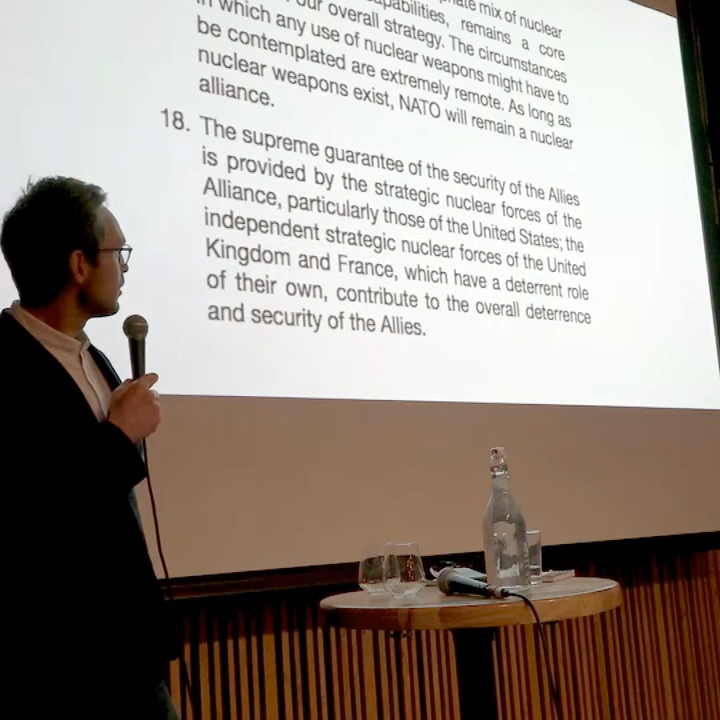 mix of nuclear
capabilities, remains a core
our overall strategy. The circumstances
in which any use of nuclear weapons might have to
be contemplated are extremely remote. As long as
nuclear weapons exist, NATO will remain a nuclear
alliance.
18. The supreme guarantee of the security of the Allies
is provided by the strategic nuclear forces of the
Alliance, particularly those of the United States; the
independent strategic nuclear forces of the United
Kingdom and France, which have a deterrent role
of their own, contribute to the overall deterrence
and security of the Allies.